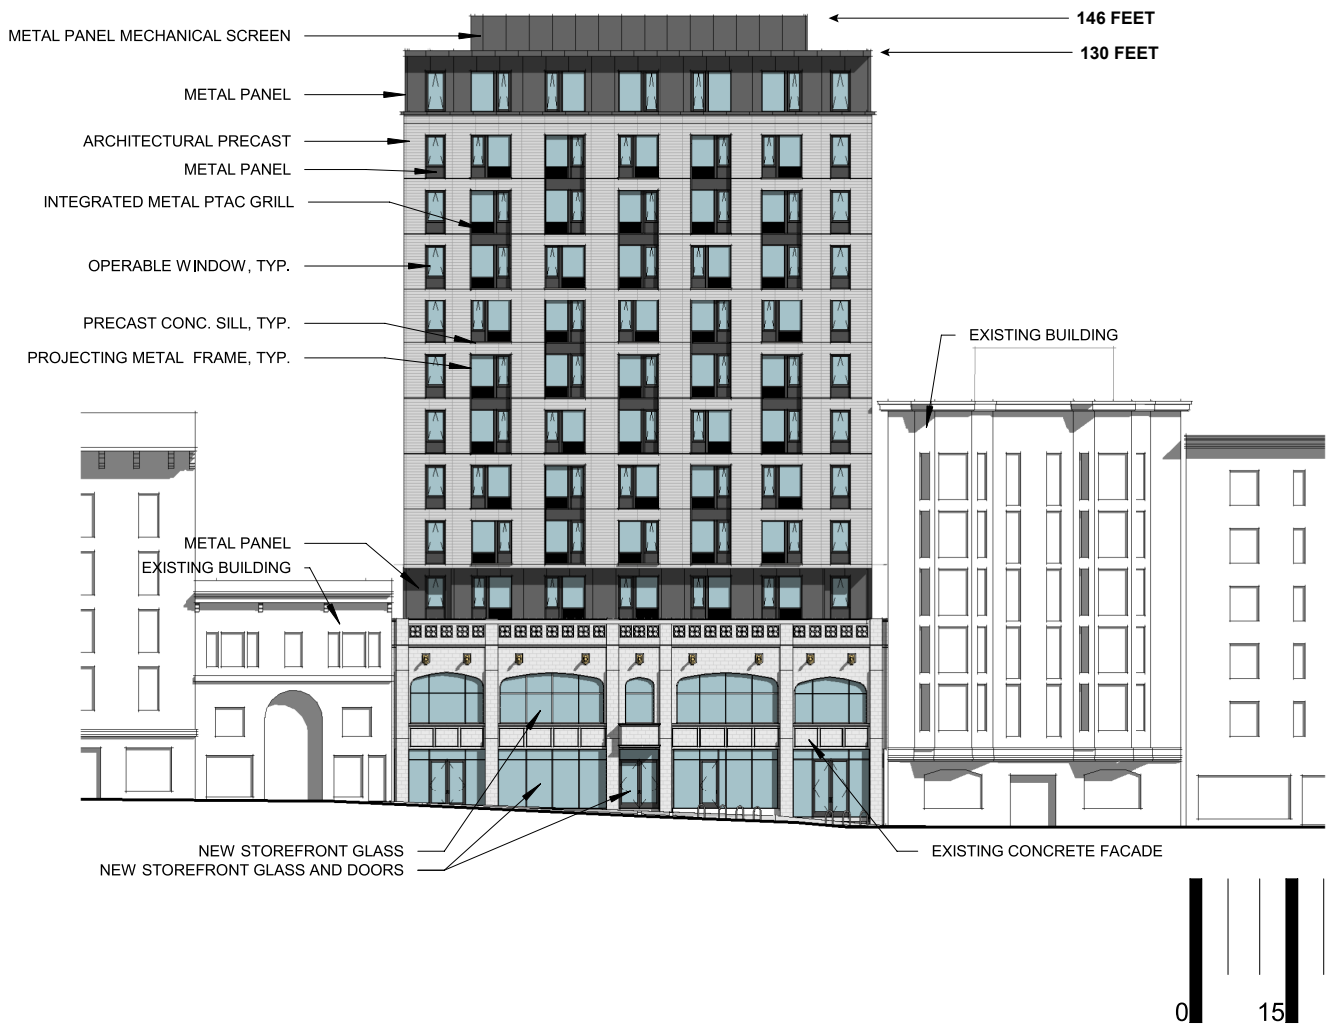 146 FEET
METAL PANEL MECHANICAL SCREEN
130 FEET
METAL PANEL
ARCHITECTURAL PRECAST
METAL PANEL
INTEGRATED METAL PTAC GRILL
OPERABLE WINDOW, TYP.
PRECAST CONC. SILL, TYP.
EXISTING BUILDING
PROJECTING METAL FRAME, TYP.
METAL PANEL
EXISTING BUILDING
NEW STOREFRONT GLASS
EXISTING CONCRETE FACADE
NEW STOREFRONT GLASS AND DOORS
0 15